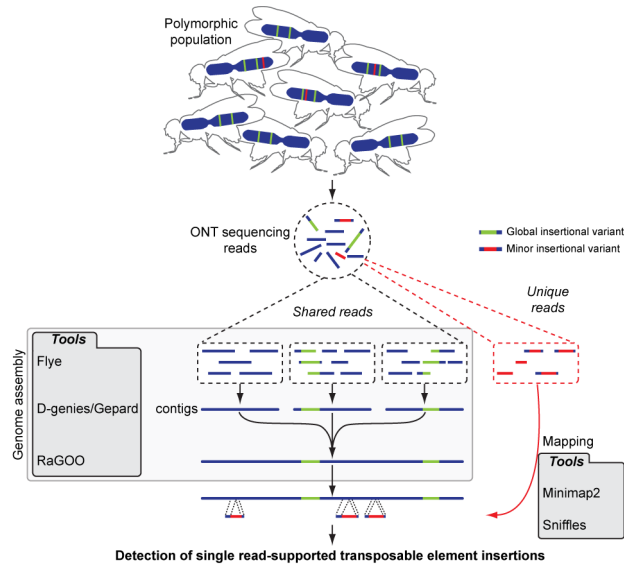 Polymorphic
population
ONT sequencing
reads
Global insertional variant
Minor insertional variant
Shared reads
Unique
reads
Genome assembly
Tools
Flye
D-genies/Gepard
RaGOO
contigs
Mapping
Tools
Minimap2
Sniffles
Detection of single read-supported transposable element insertions